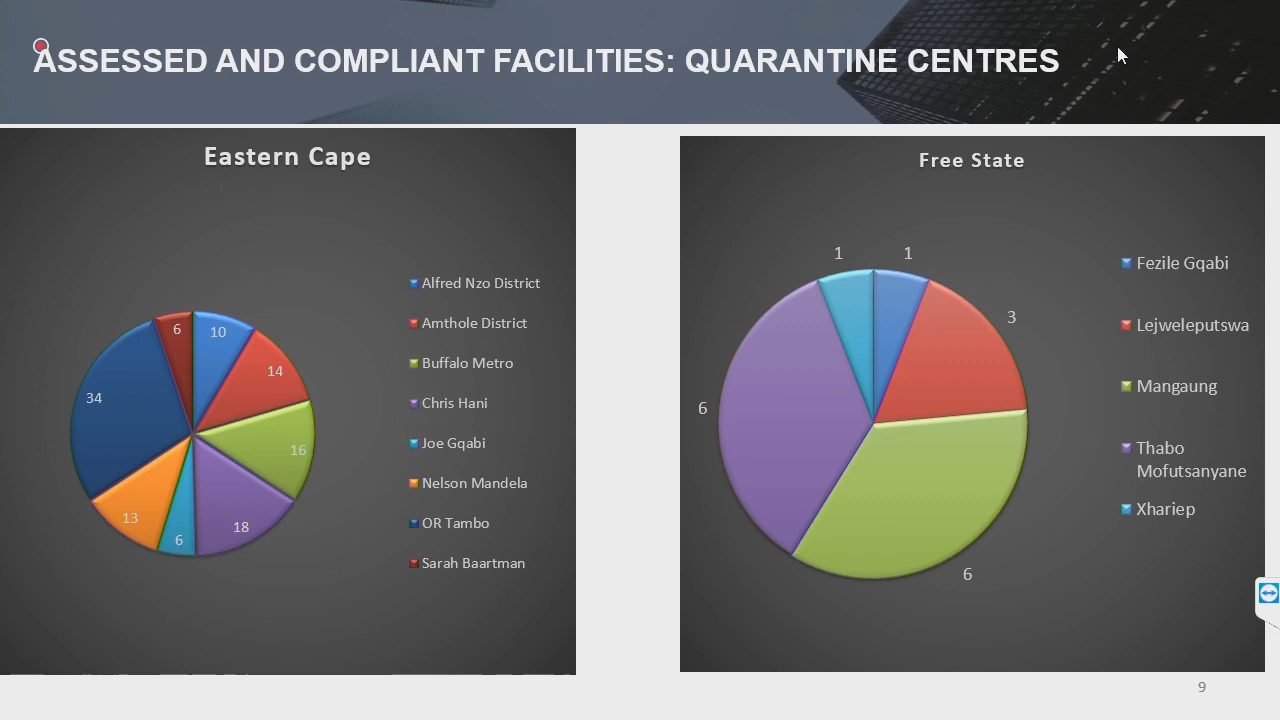 ASSESSED AND COMPLIANT FACILITIES: QUARANTINE CENTRES
Eastern Cape
10
14
16
18
6
13
34
6
Alfred Nzo District
Amthole District
Buffalo Metro
Chris Hani
Joe Gqabi
Nelson Mandela
OR Tambo
Sarah Baartman
Free State
1
3
6
6
1
Fezile Gqabi
Lejweleputswa
Mangaung
Thabo
Mofutsanyane
Xhariep
9